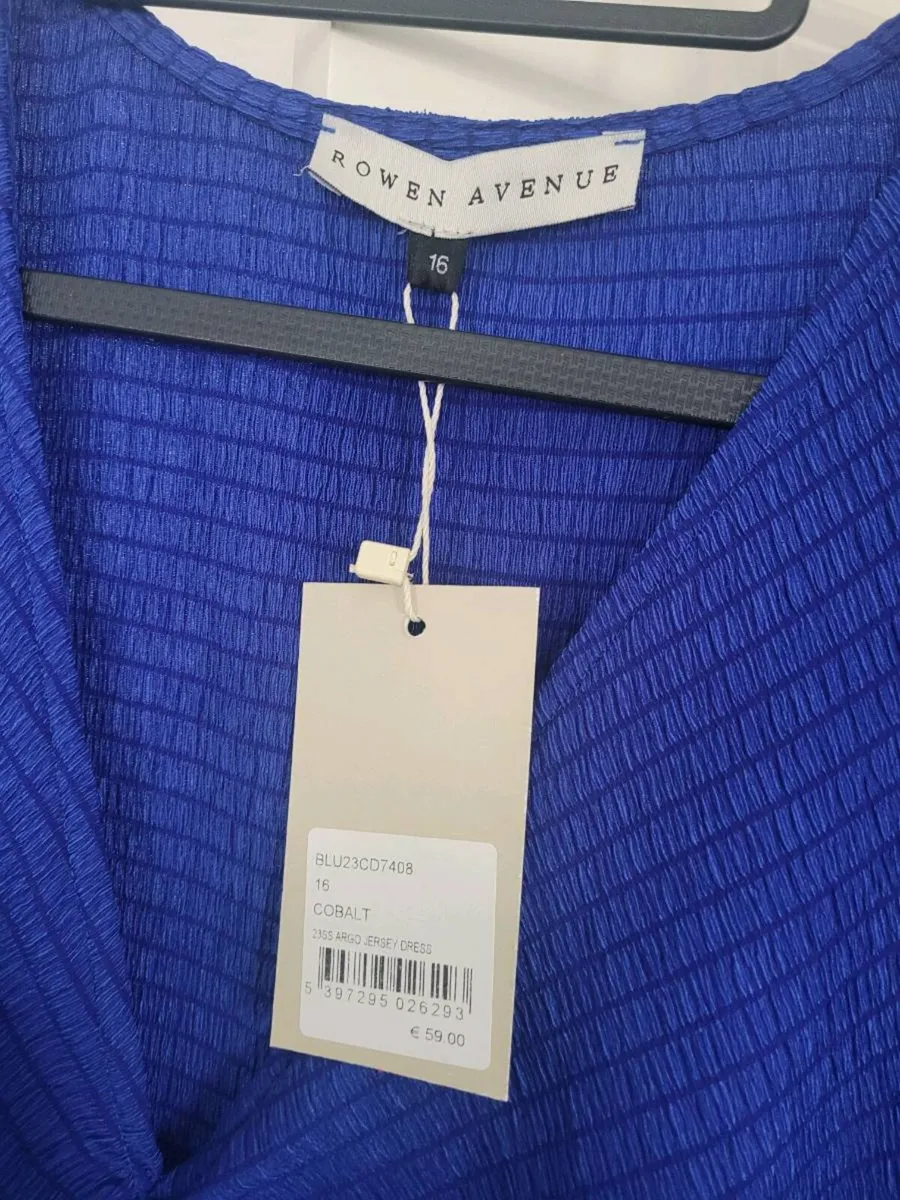 ROWEN AVENUE
16
BLU23CD7408
16
COBALT
23SS ARGO JERSEY DRESS
5 397295 026293
€ 59.00